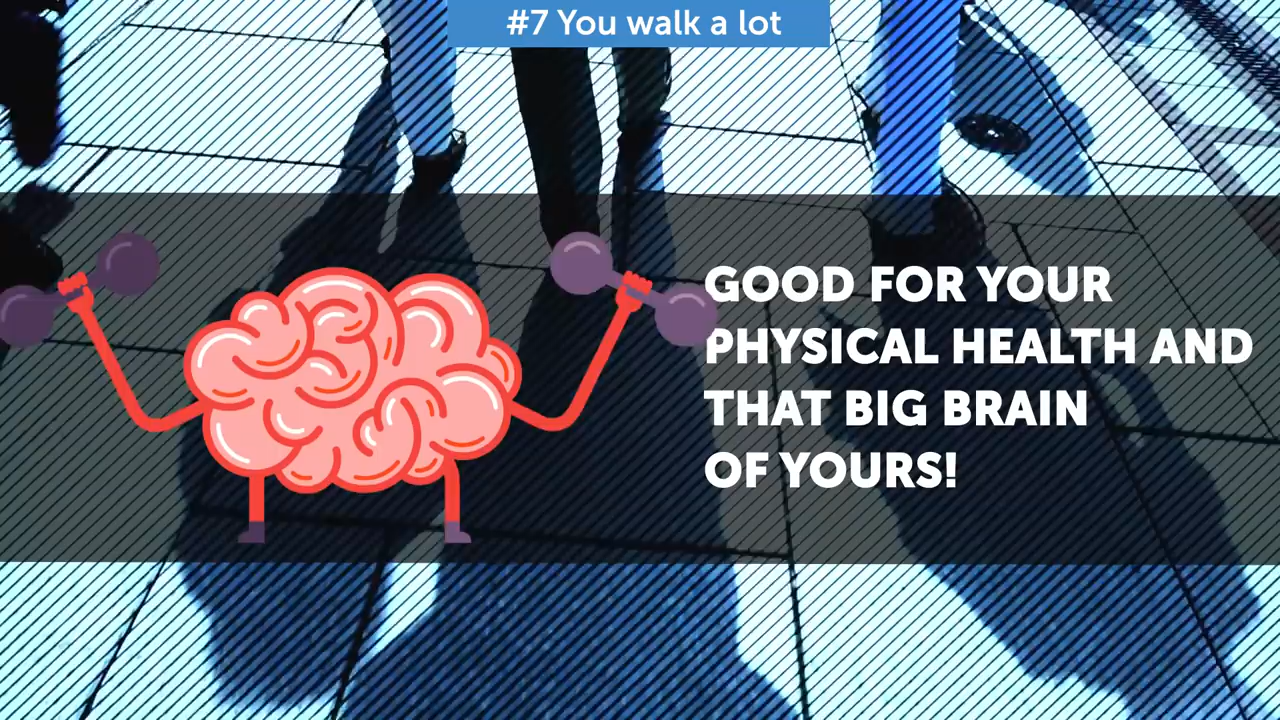 #7 You walk a lot
GOOD FOR YOUR
PHYSICAL HEALTH AND
THAT BIG BRAIN
OF YOURS!